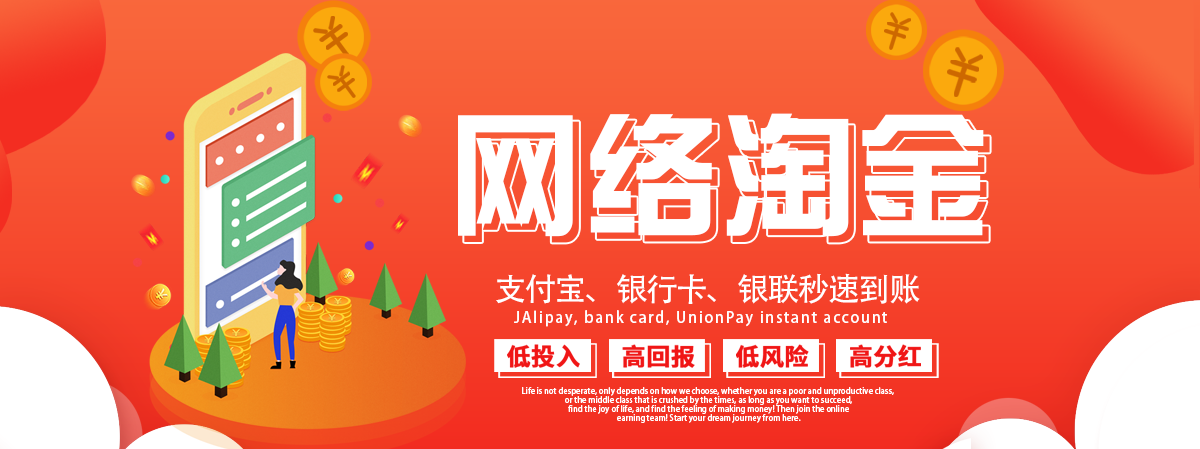 网络淘金
支付宝、银行卡、银联秒速到账
JAlipay, bank card, UnionPay instant account
低投入 高回报 低风险 高分红
Life is not desperate, only depends on how we choose, whether you are a poor and unproductive class,
or the middle class that is crushed by the times, as long as you want to succeed,
find the joy of life, and find the feeling of making money! Then join the online
earning team! Start your dream journey from here.